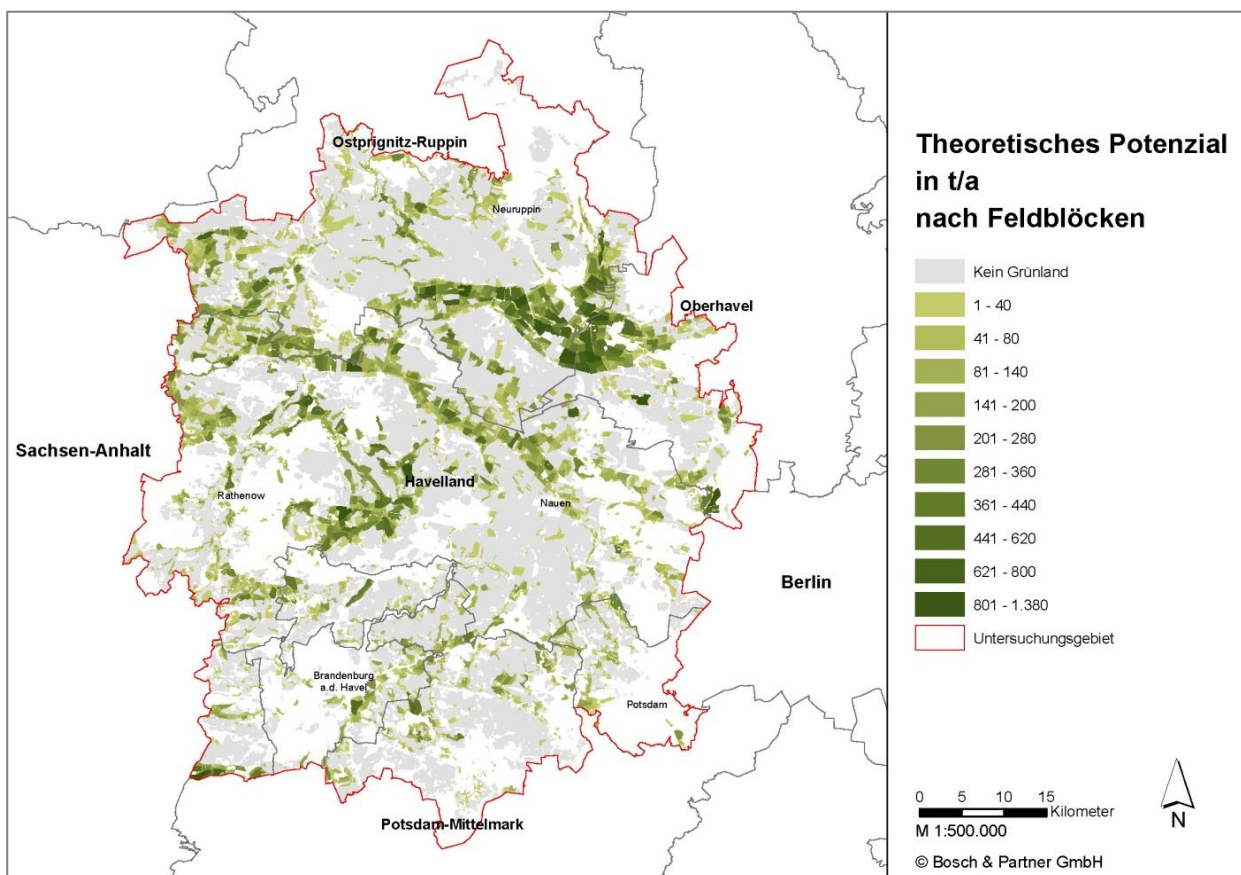 Ostprignitz-Ruppin
Neuruppin
Oberhavel
Sachsen-Anhalt
Rathenow
Havelland
Nauen
Berlin
Brandenburg
a.d. Havel
Potsdam
Potsdam-Mittelmark
Theoretisches Potenzial
in t/a
nach Feldblöcken
Kein Grünland
1 - 40
41 - 80
81 - 140
141 - 200
201 - 280
281 - 360
361 - 440
441 - 620
621 - 800
801 - 1.380
Untersuchungsgebiet
0 5 10 15
Kilometer
M 1:500.000
N
© Bosch & Partner GmbH